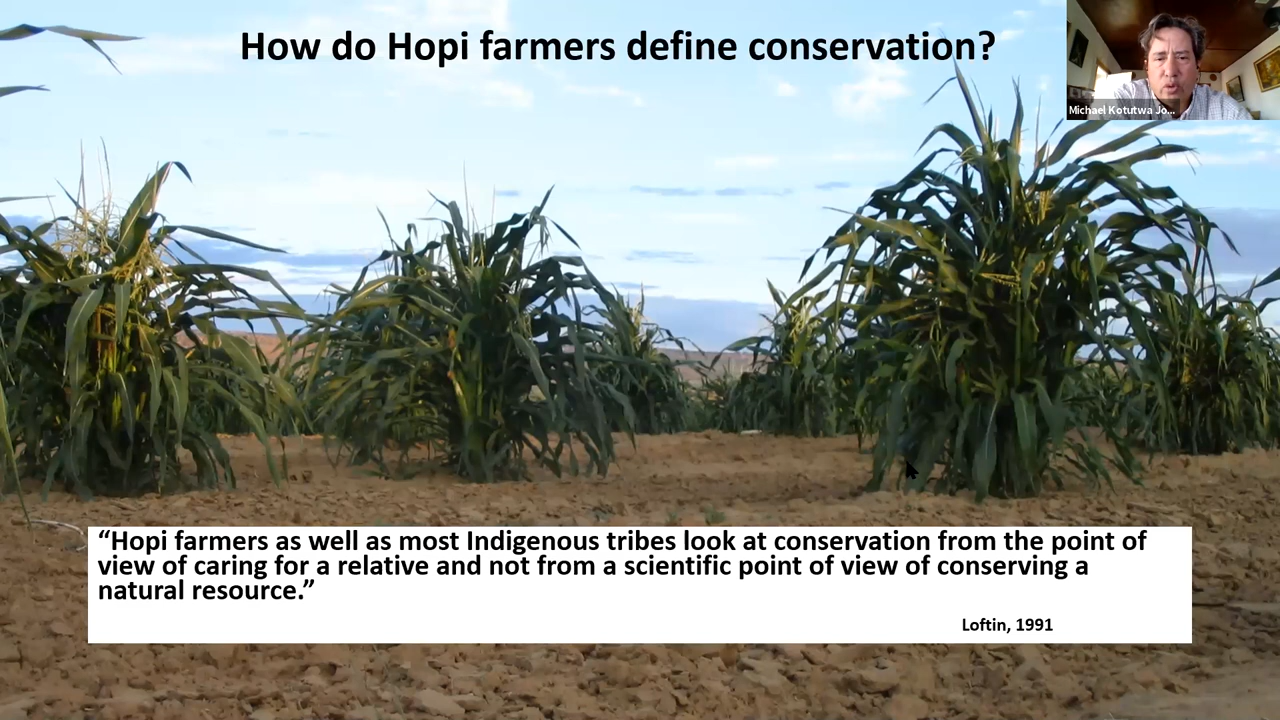 How do Hopi farmers define conservation?
Michael Kotutwa Jo...
“Hopi farmers as well as most Indigenous tribes look at conservation from the point of
view of caring for a relative and not from a scientific point of view of conserving a
natural resource.”
Loftin, 1991